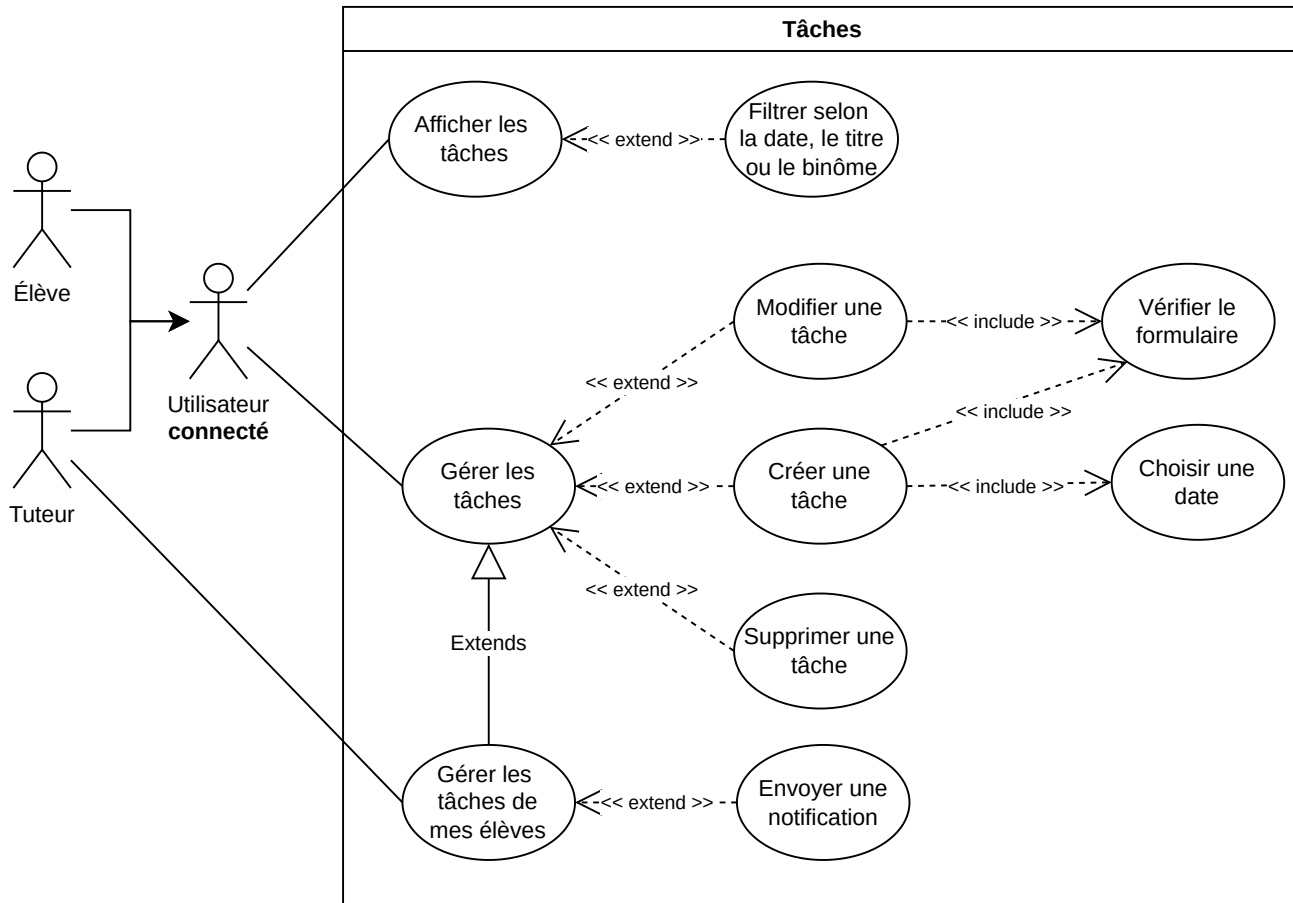 Tâches
Afficher les
tâches
<< extend >>
Filtrer selon
la date, le titre
ou le binôme
Élève
Utilisateur
connecté
Tuteur
Modifier une
tâche
<< include >>
Vérifier le
formulaire
<< extend >>
<< include >>
Gérer les
tâches
<< extend >>
Créer une
tâche
<< include >>
Choisir une
date
<< extend >>
Supprimer une
tâche
Extends
Gérer les
tâches de
mes élèves
<< extend >>
Envoyer une
notification